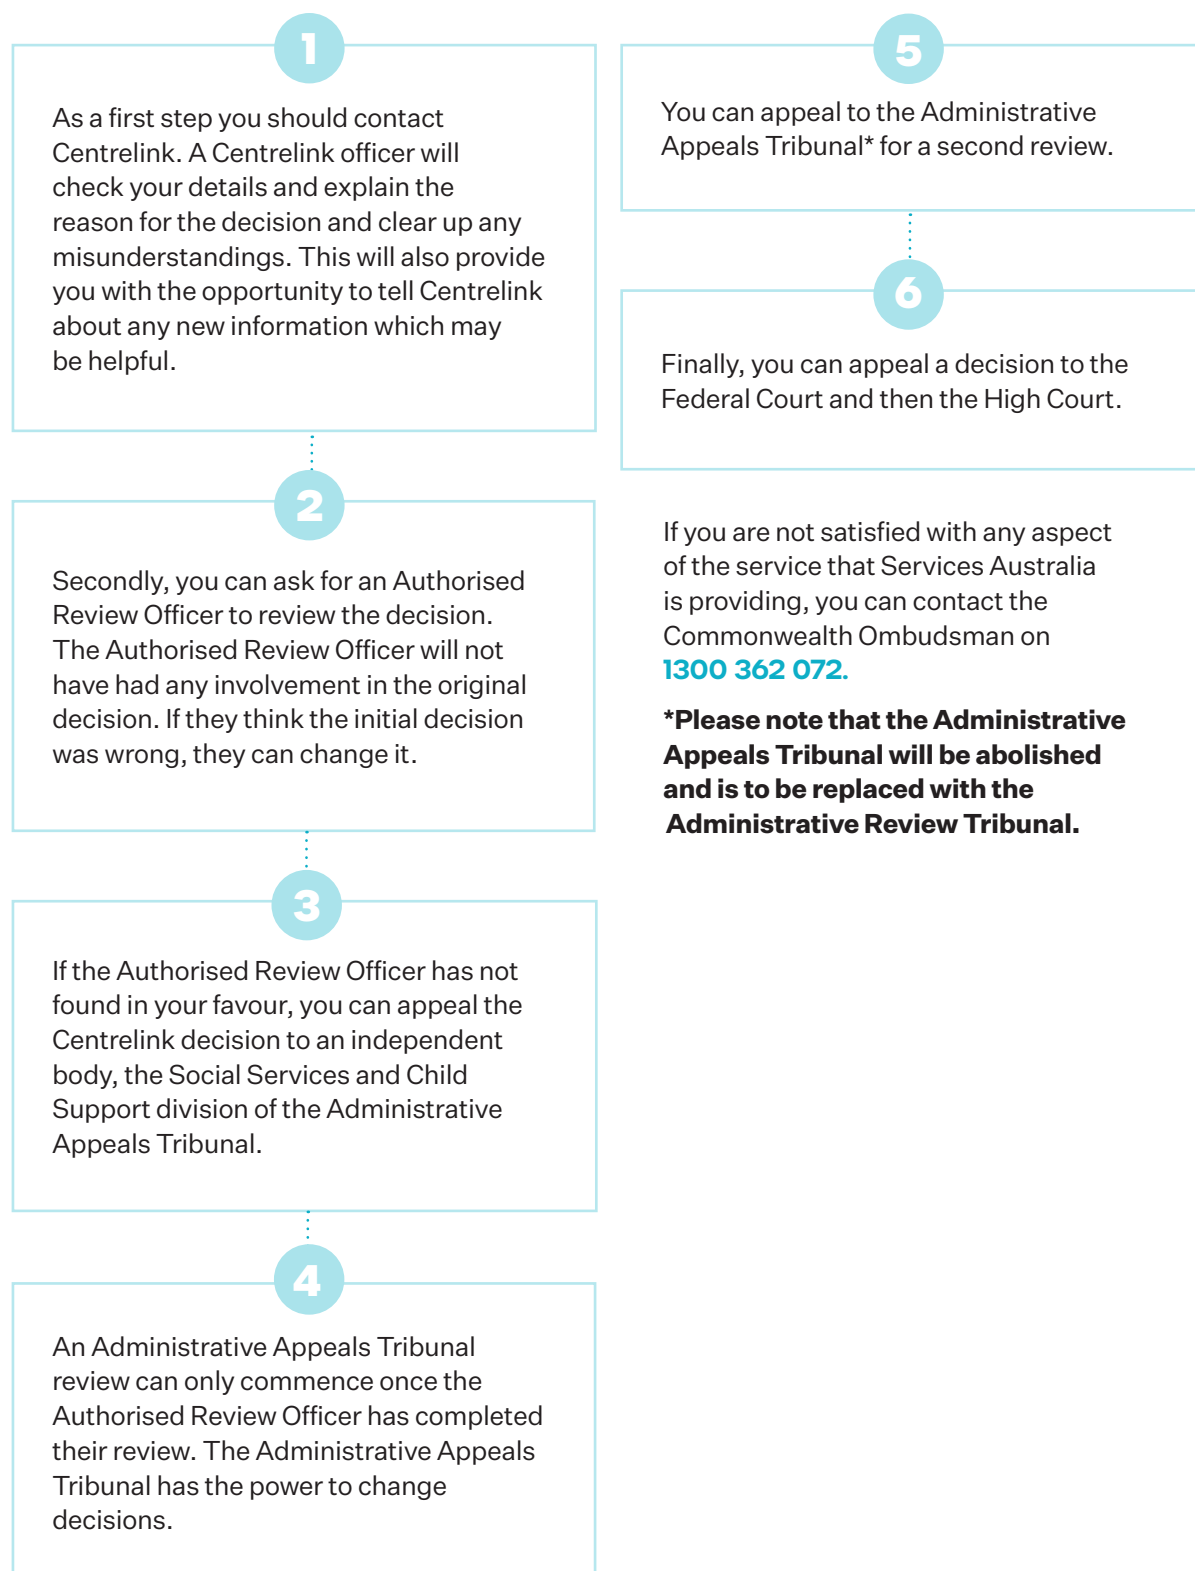 1
As a first step you should contact
Centrelink. A Centrelink officer will
check your details and explain the
reason for the decision and clear up any
misunderstandings. This will also provide
you with the opportunity to tell Centrelink
about any new information which may
be helpful.
2
Secondly, you can ask for an Authorised
Review Officer to review the decision.
The Authorised Review Officer will not
have had any involvement in the original
decision. If they think the initial decision
was wrong, they can change it.
3
If the Authorised Review Officer has not
found in your favour, you can appeal the
Centrelink decision to an independent
body, the Social Services and Child
Support division of the Administrative
Appeals Tribunal.
4
An Administrative Appeals Tribunal
review can only commence once the
Authorised Review Officer has completed
their review. The Administrative Appeals
Tribunal has the power to change
decisions.
5
You can appeal to the Administrative
Appeals Tribunal* for a second review.
6
Finally, you can appeal a decision to the
Federal Court and then the High Court.
If you are not satisfied with any aspect
of the service that Services Australia
is providing, you can contact the
Commonwealth Ombudsman on
1300 362 072.
*Please note that the Administrative
Appeals Tribunal will be abolished
and is to be replaced with the
Administrative Review Tribunal.